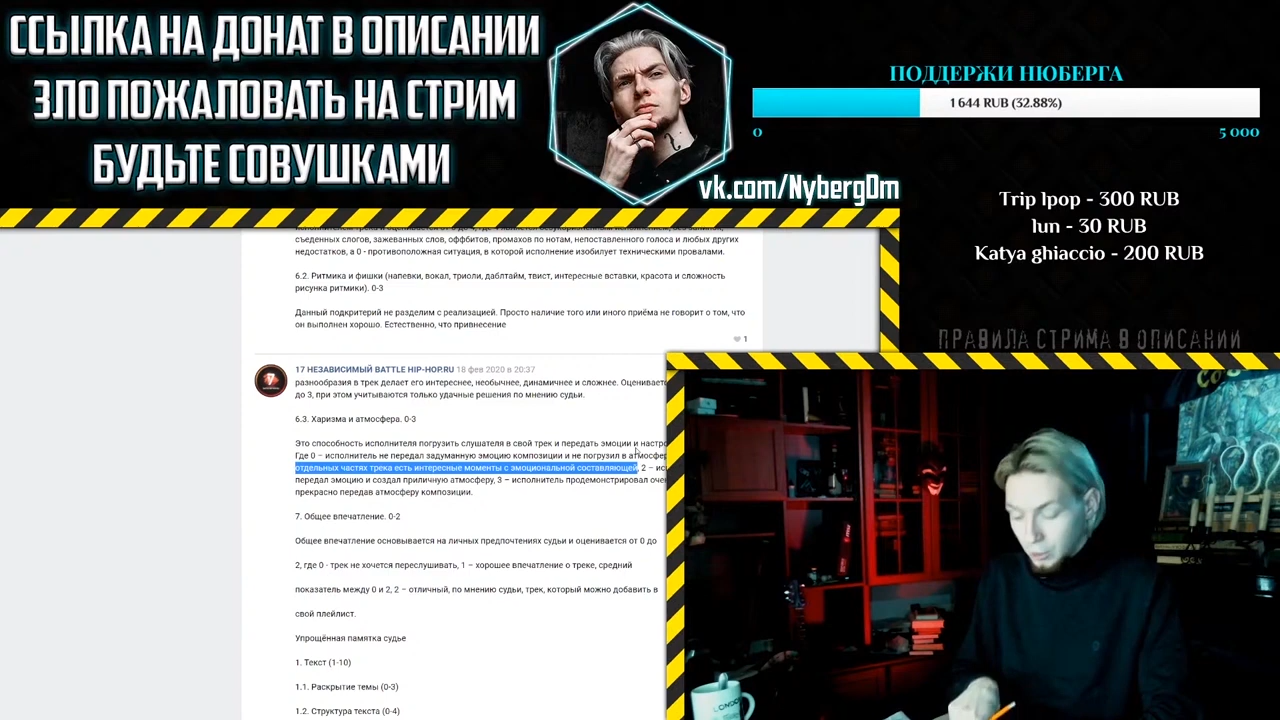 ССЫЛКА НА ДОНАТ В ОПИСАНИИ
ЗЛО ПОЖАЛОВАТЬ НА СТРИМ
БУДЬТЕ СОВУШКАМИ
vk.com/NybergDm
ПОДДЕРЖИ НЮБЕРГА
1 644 RUB (32.88%)
0
5 000
Trip lpop - 300 RUB
lun - 30 RUB
Katya ghiaccio - 200 RUB
ПРАВИЛА СТРИМА В ОПИСАНИИ
съеденных слогов, зажеванных слов, оффбитов, промахов по нотам, непоставленного голоса и любых других
недостатков, а 0 - противоположная ситуация, в которой исполнение изобилует техническими провалами.
6.2. Ритмика и фишки (напевки, вокал, триоли, даблтайм, твист, интересные вставки, красота и сложность
рисунка ритмики). 0-3
Данный подкритерий не разделим с реализацией. Просто наличие того или иного приёма не говорит о том, что
он выполнен хорошо. Естественно, что привнесение
1
17 НЕЗАВИСИМЫЙ BATTLE HIP-HOP.RU 18 фев 2020 в 20:37
разнообразия в трек делает его интереснее, необычнее, динамичнее и сложнее. Оценивает
до 3, при этом учитываются только удачные решения по мнению судьи.
6.3. Харизма и атмосфера. 0-3
Это способность исполнителя погрузить слушателя в свой трек и передать эмоции и настро
Где 0 – исполнитель не передал задуманную эмоцию композиции и не погрузил в атмосфер
отдельных частях трека есть интересные моменты с эмоциональной составляющей, 2 – ис
передал эмоцию и создал приличную атмосферу, 3 – исполнитель продемонстрировал очен
прекрасно передав атмосферу композиции.
7. Общее впечатление. 0-2
Общее впечатление основывается на личных предпочтениях судьи и оценивается от 0 до
2, где 0 - трек не хочется переслушивать, 1 – хорошее впечатление о треке, средний
показатель между 0 и 2, 2 – отличный, по мнению судьи, трек, который можно добавить в
свой плейлист.
Упрощённая памятка судье
1. Текст (1-10)
1.1. Раскрытие темы (0-3)
1.2. Структура текста (0-4)
LONDON